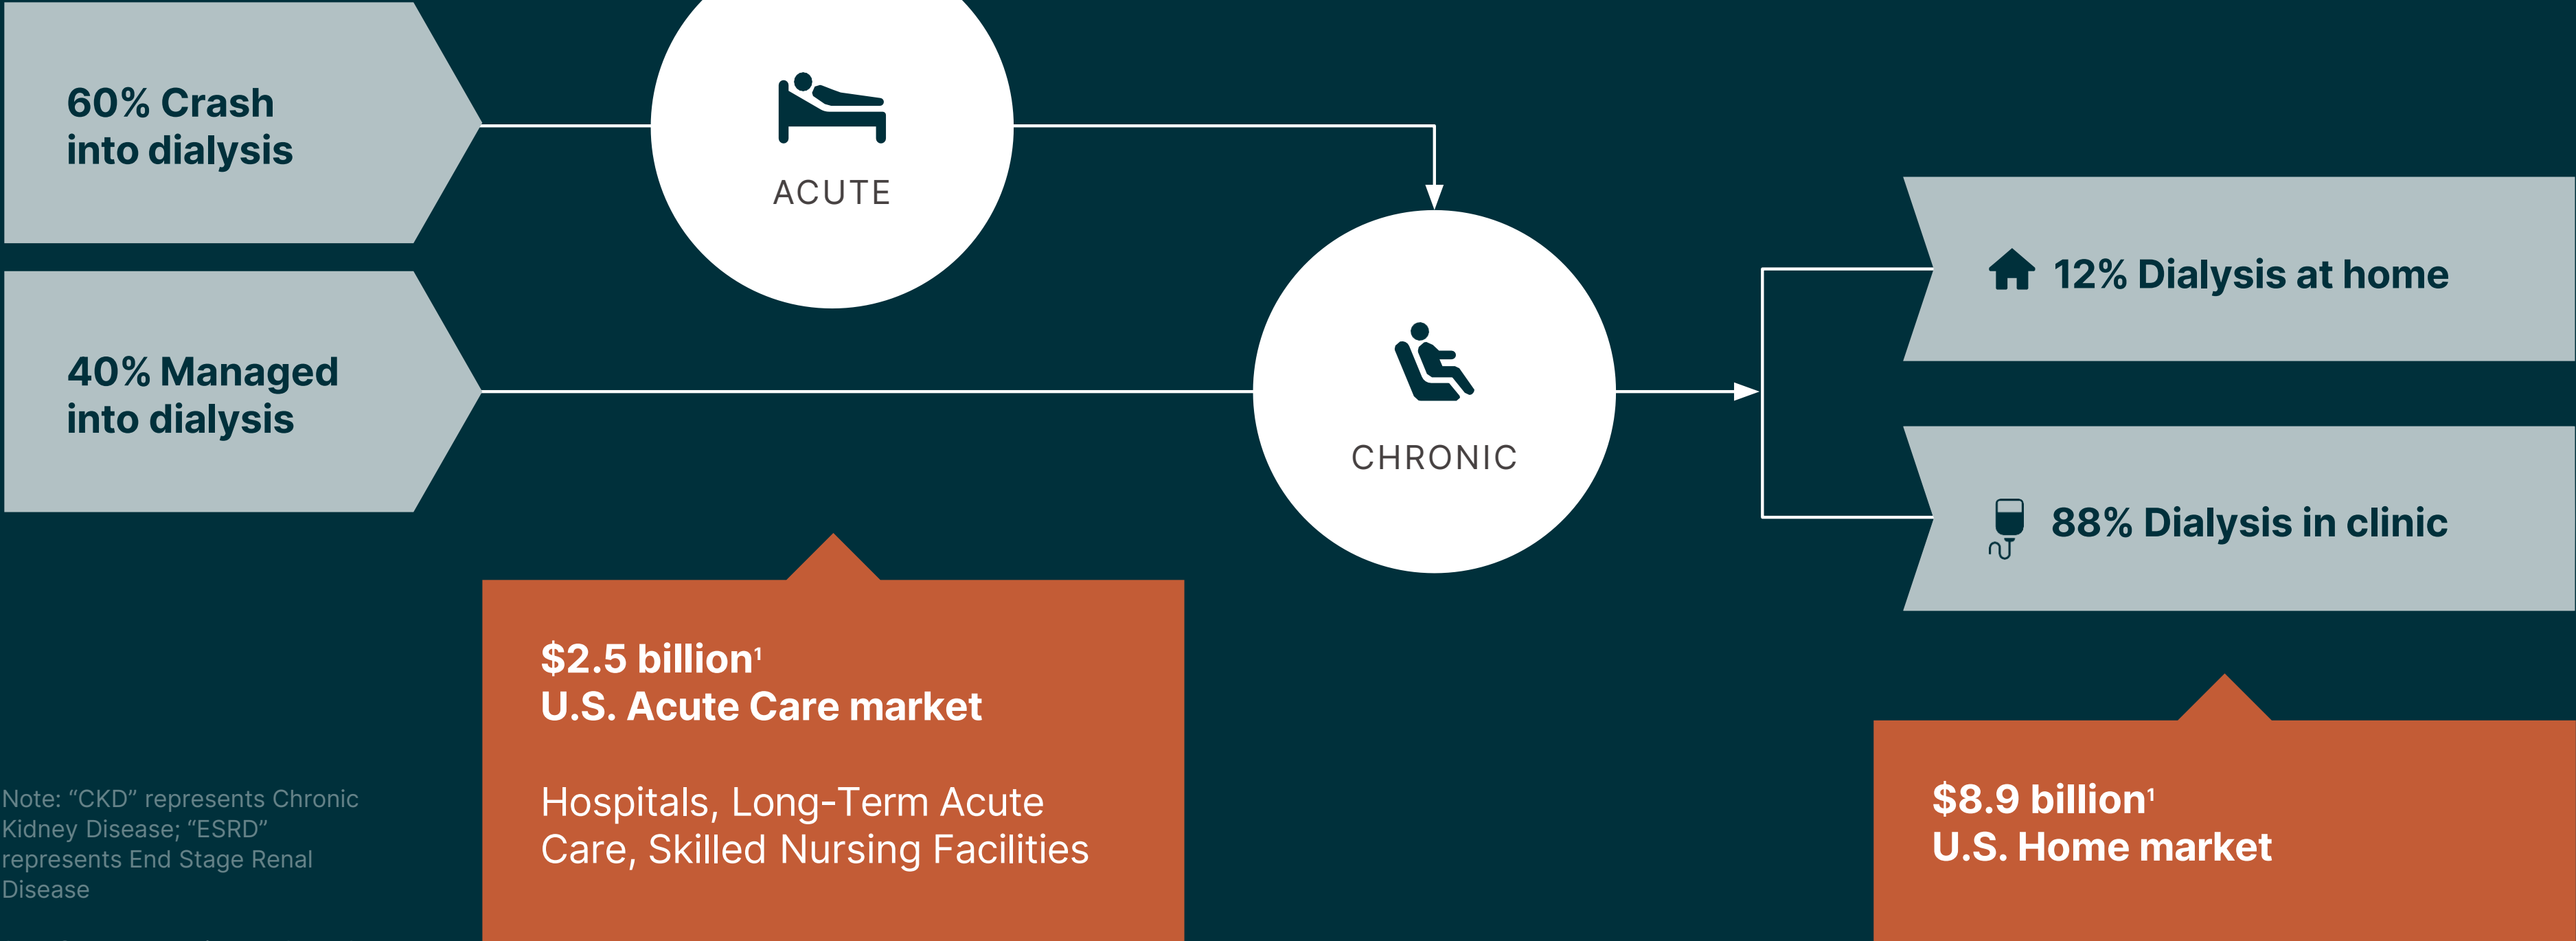 60% Crash
into dialysis
ACUTE
40% Managed
into dialysis
CHRONIC
12% Dialysis at home
88% Dialysis in clinic
$2.5 billion¹
U.S. Acute Care market
Hospitals, Long-Term Acute
Care, Skilled Nursing Facilities
$8.9 billion¹
U.S. Home market
Note: “CKD” represents Chronic
Kidney Disease; “ESRD”
represents End Stage Renal
Disease